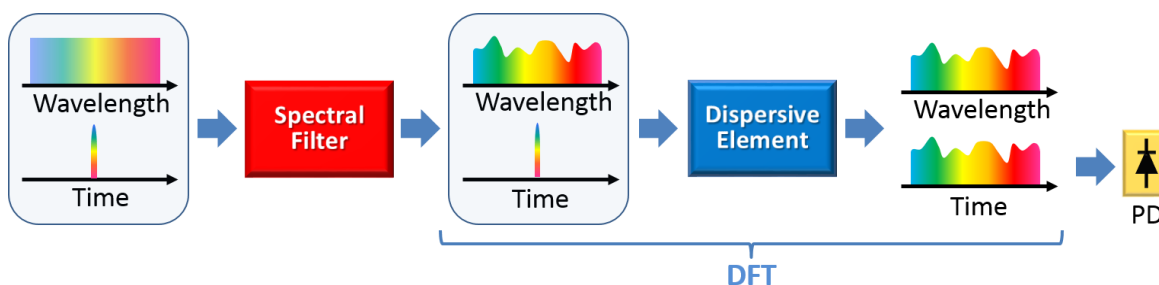 Wavelength
Time
Spectral
Filter
Wavelength
Time
Dispersive
Element
Wavelength
Time
PD
DFT